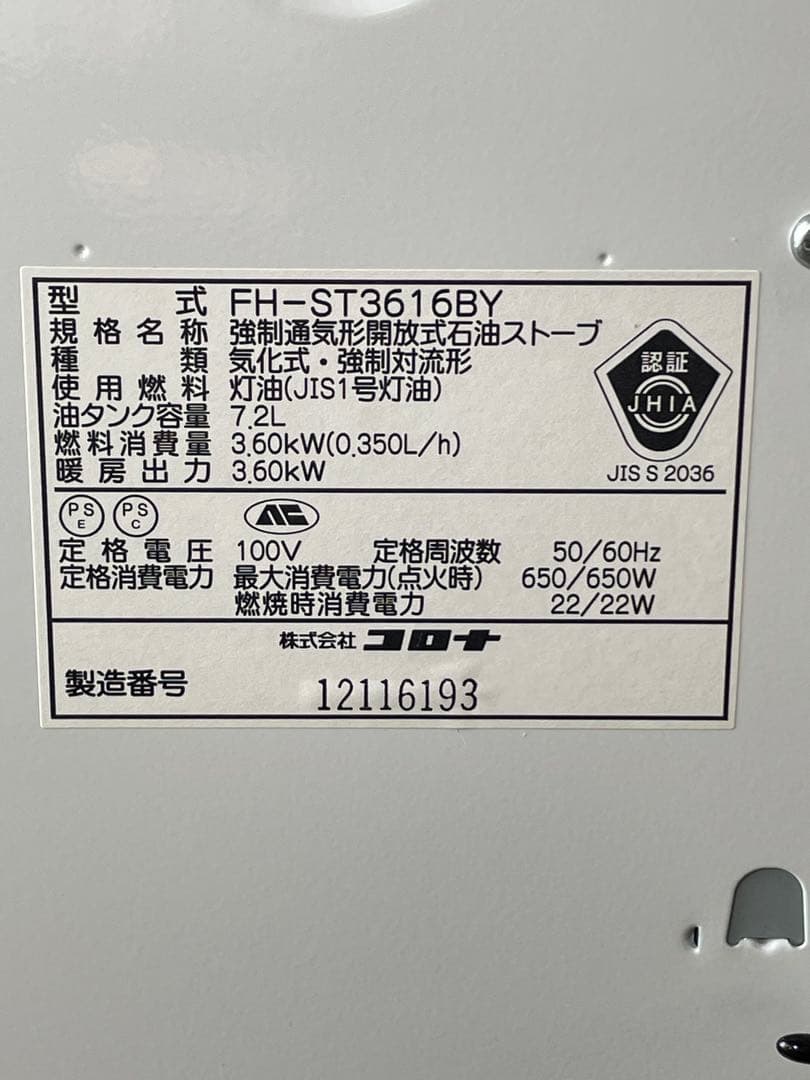 型式 FH-ST3616BY
規格名称 強制通気形開放式石油ストーブ
種類 気化式・強制対流形
使用燃料 灯油(JIS1号灯油)
油タンク容量 7.2L
燃料消費量 3.60kW(0.350L/h)
暖房出力 3.60kW
認証
JHIA
JIS S 2036
PS E PS C
定格電圧 100V 定格周波数 50/60Hz
定格消費電力 最大消費電力(点火時) 650/650W
燃焼時消費電力 22/22W
株式会社 コロナ
製造番号 12116193